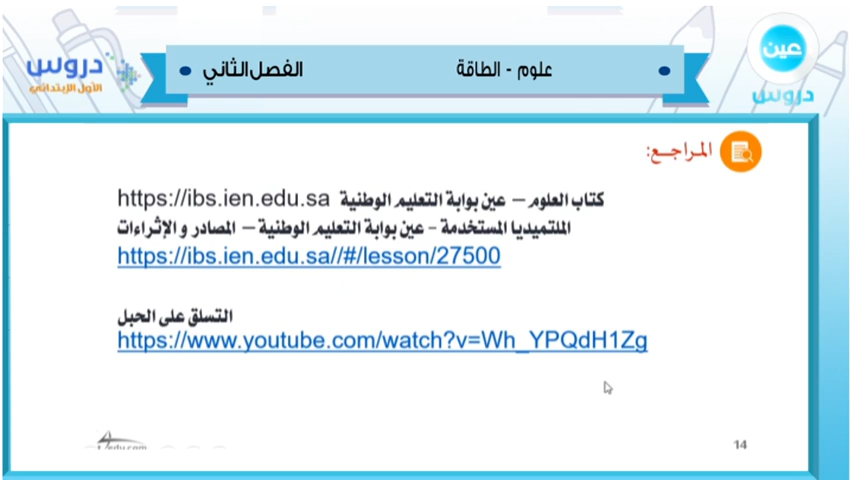 عين
دروس
علوم - الطاقة
الفصل الثاني
دروس
الأول الابتدائي
المراجع:
كتاب العلوم – عين بوابة التعليم الوطنية https://ibs.ien.edu.sa
الملتميديا المستخدمة - عين بوابة التعليم الوطنية – المصادر و الإثراءات
https://ibs.ien.edu.sa//#/lesson/27500
التسلق على الحبل
https://www.youtube.com/watch?v=Wh_YPQdH1Zg
14